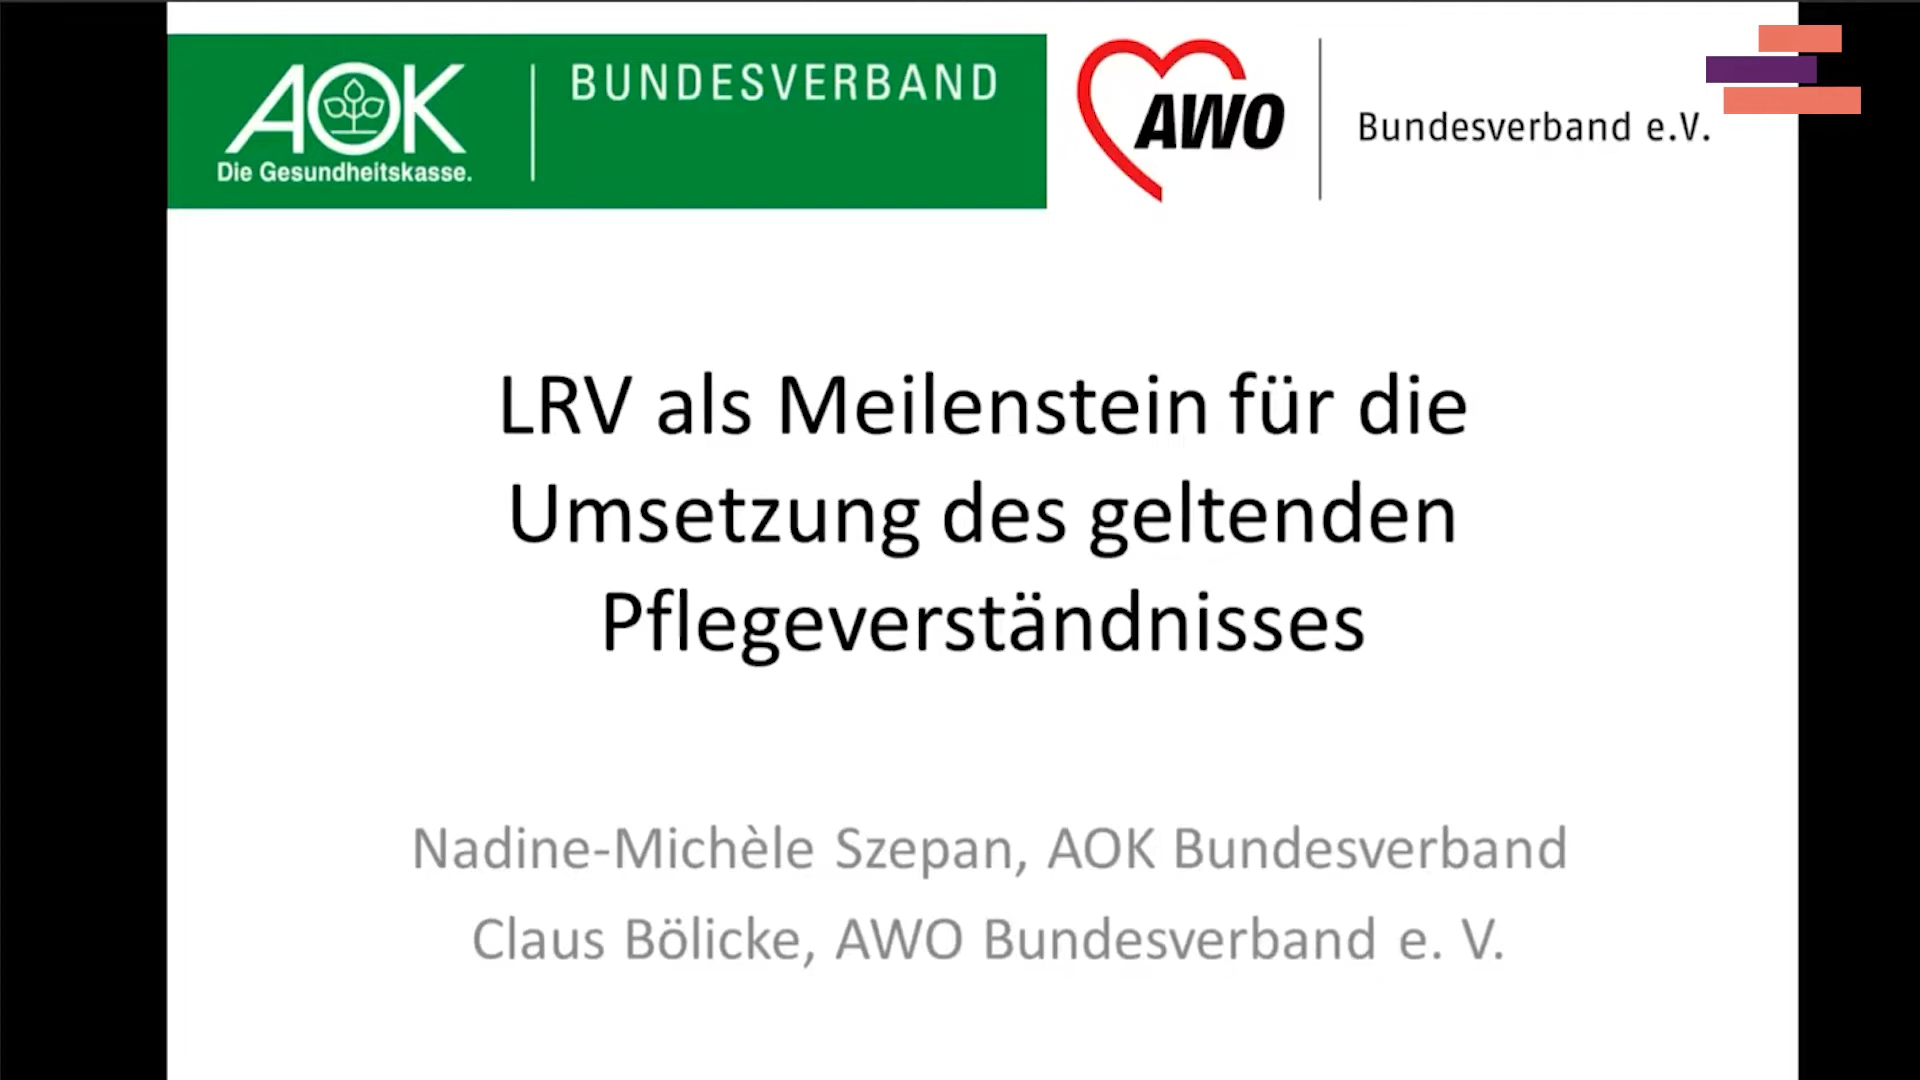 AOK
Die Gesundheitskasse.
BUNDESVERBAND
AWO
Bundesverband e.V.
LRV als Meilenstein für die
Umsetzung des geltenden
Pflegeverständnisses
Nadine-Michèle Szepan, AOK Bundesverband
Claus Bölicke, AWO Bundesverband e. V.